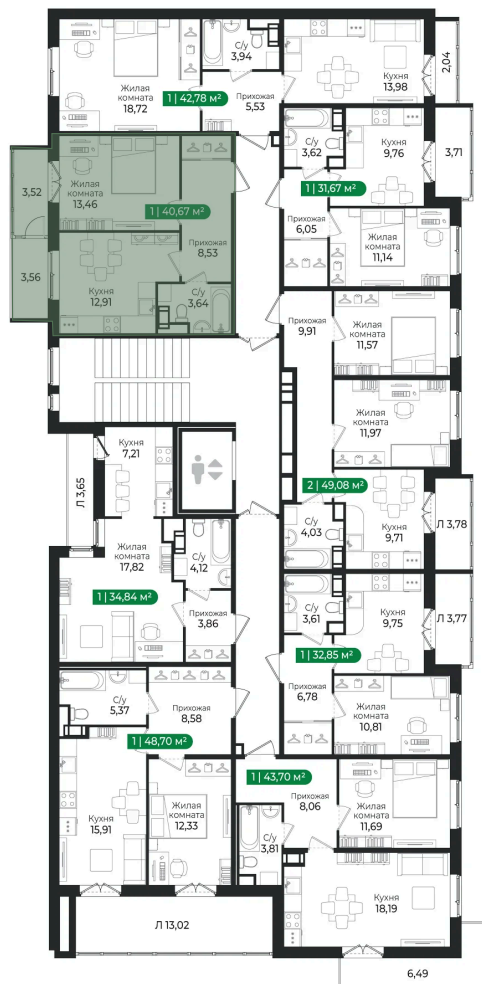 С/у
3,94
Жилая
комната
18,72
1 | 42,78 м²
Прихожая
5,53
Кухня
13,98
2,04
С/у
3,62
Кухня
9,76
3,71
1 | 31,67 м²
6,05
Прихожая
Жилая
комната
11,14
3,52
Жилая
комната
13,46
1 | 40,67 м²
Прихожая
8,53
3,56
Кухня
12,91
С/у
3,64
Прихожая
9,91
Жилая
комната
11,57
Жилая
комната
11,97
2 | 49,08 м²
С/у
4,03
Кухня
9,71
Л 3,78
Кухня
7,21
Л 3,65
Жилая
комната
17,82
С/у
4,12
1 | 34,84 м²
Прихожая
3,86
С/у
3,61
Кухня
9,75
Л 3,77
1 | 32,85 м²
Прихожая
6,78
Жилая
комната
10,81
С/у
5,37
Прихожая
8,58
1 | 48,70 м²
Кухня
15,91
Жилая
комната
12,33
1 | 43,70 м²
Прихожая
8,06
Жилая
комната
11,69
С/у
3,81
Кухня
18,19
Л 13,02
6,49